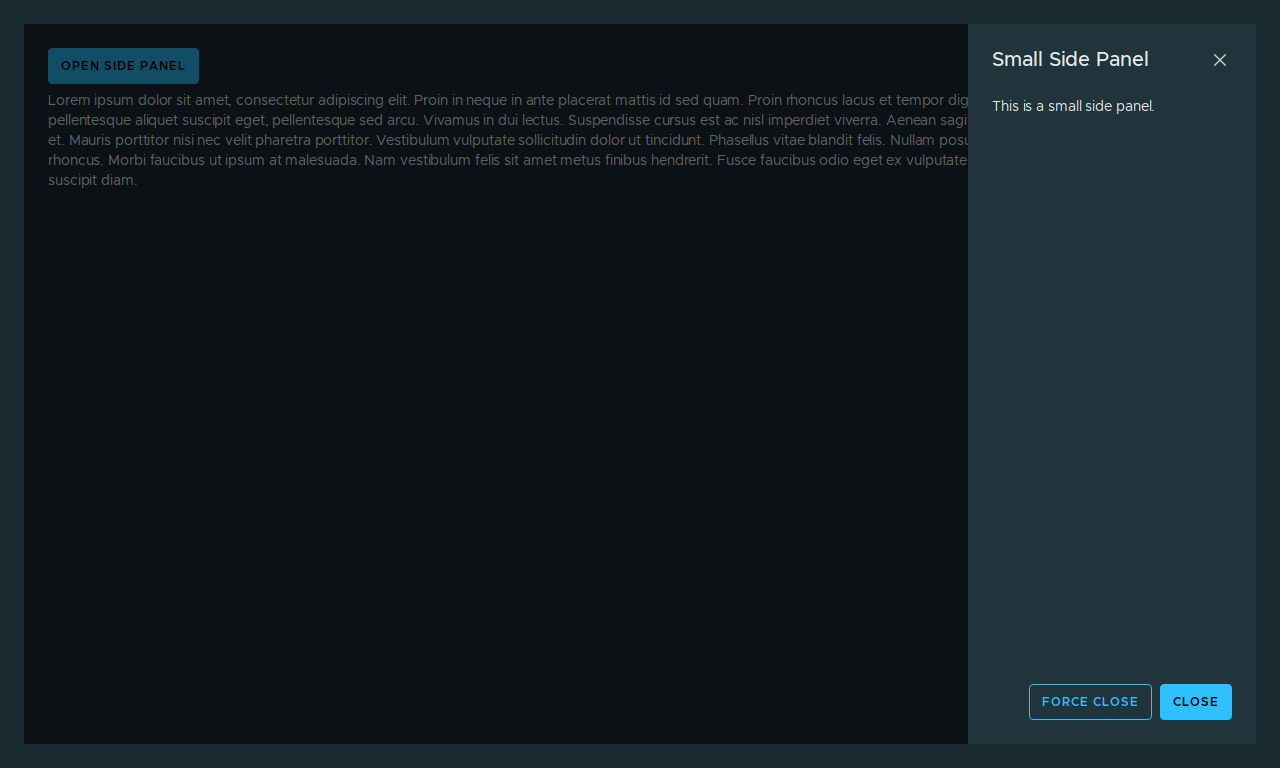 OPEN SIDE PANEL
Lorem ipsum dolor sit amet, consectetur adipiscing elit. Proin in neque in ante placerat mattis id sed quam. Proin rhoncus lacus et tempor dig
pellentesque aliquet suscipit eget, pellentesque sed arcu. Vivamus in dui lectus. Suspendisse cursus est ac nisl imperdiet viverra. Aenean sagi
et. Mauris porttitor nisi nec velit pharetra porttitor. Vestibulum vulputate sollicitudin dolor ut tincidunt. Phasellus vitae blandit felis. Nullam posu
rhoncus. Morbi faucibus ut ipsum at malesuada. Nam vestibulum felis sit amet metus finibus hendrerit. Fusce faucibus odio eget ex vulputate
suscipit diam.
Small Side Panel
This is a small side panel.
FORCE CLOSE
CLOSE